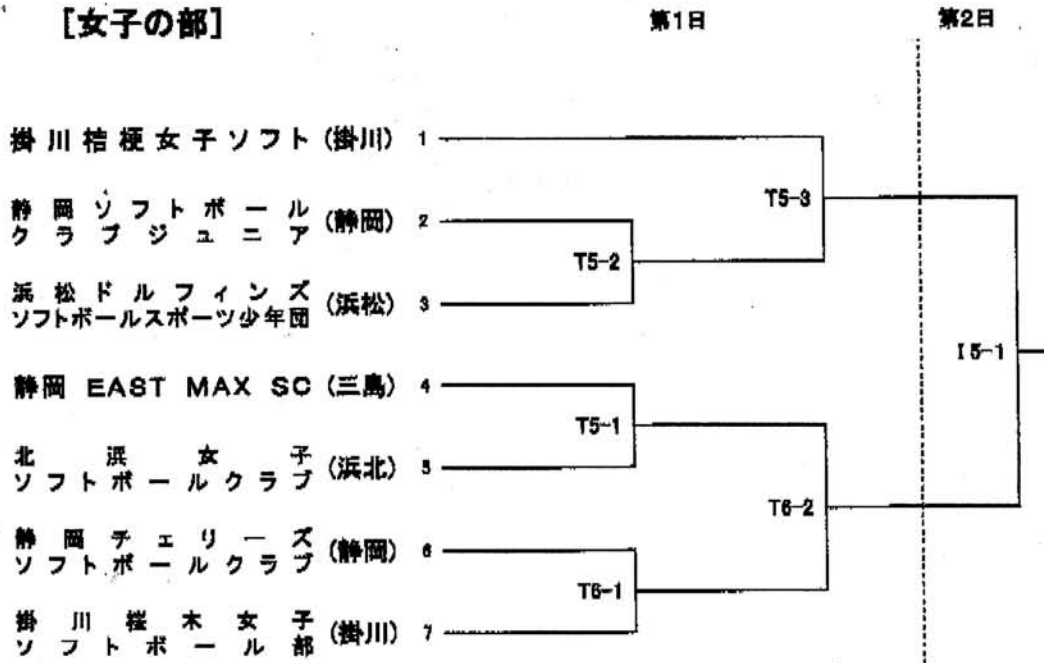 [女子の部]
第1日
第2日
掛川桔梗女子ソフト (掛川) 1
静岡ソフトボール
クラブジュニア
(静岡) 2
浜松ドルフィンズ
ソフトボールスポーツ少年団
(浜松) 3
静岡 EAST MAX SC (三島) 4
北浜女子
ソフトボールクラブ
(浜北) 5
静岡チェリーズ
ソフトボールクラブ
(静岡) 6
掛川桜木女子
ソフトボール部
(掛川) 7
T5-3
T5-2
I5-1
T5-1
T6-2
T6-1